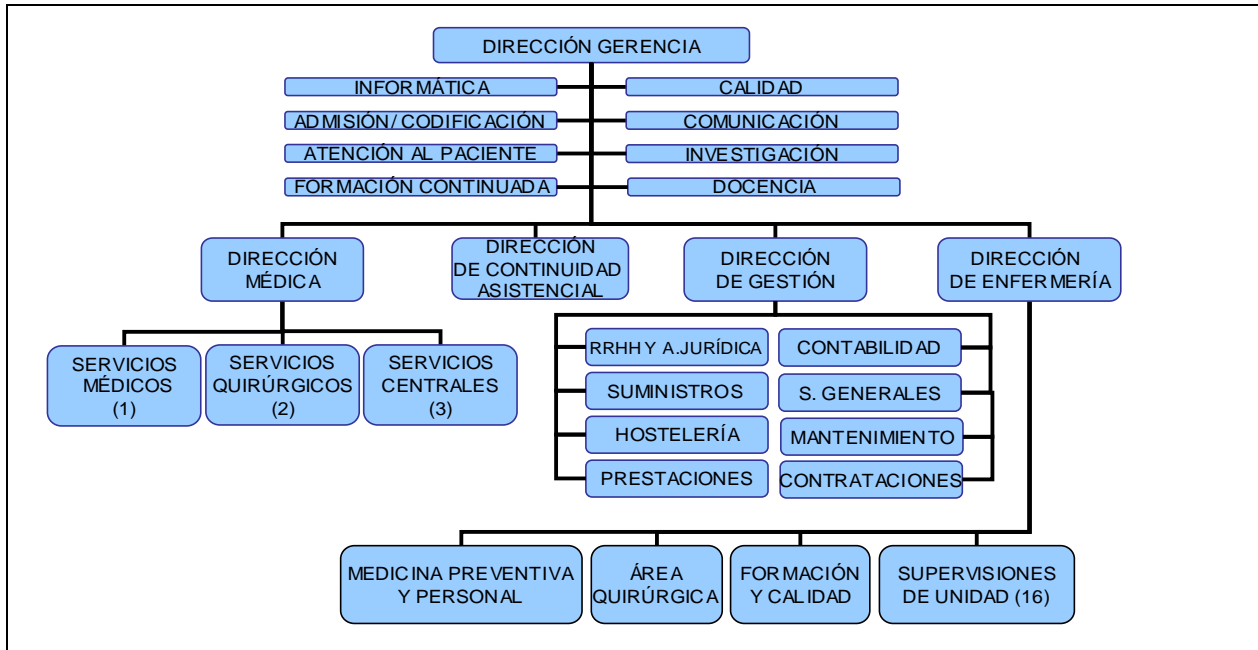 DIRECCIÓN GERENCIA
INFORMÁTICA
CALIDAD
ADMISIÓN/CODIFICACIÓN
COMUNICACIÓN
ATENCIÓN AL PACIENTE
INVESTIGACIÓN
FORMACIÓN CONTINUADA
DOCENCIA
DIRECCIÓN
MÉDICA
DIRECCIÓN
DE CONTINUIDAD
ASISTENCIAL
DIRECCIÓN
DE GESTIÓN
DIRECCIÓN
DE ENFERMERÍA
SERVICIOS
MÉDICOS
(1)
SERVICIOS
QUIRÚRGICOS
(2)
SERVICIOS
CENTRALES
(3)
RRHH Y A.JURÍDICA
CONTABILIDAD
SUMINISTROS
S. GENERALES
HOSTELERÍA
MANTENIMIENTO
PRESTACIONES
CONTRATACIONES
MEDICINA PREVENTIVA
Y PERSONAL
ÁREA
QUIRÚRGICA
FORMACIÓN
Y CALIDAD
SUPERVISIONES
DE UNIDAD (16)